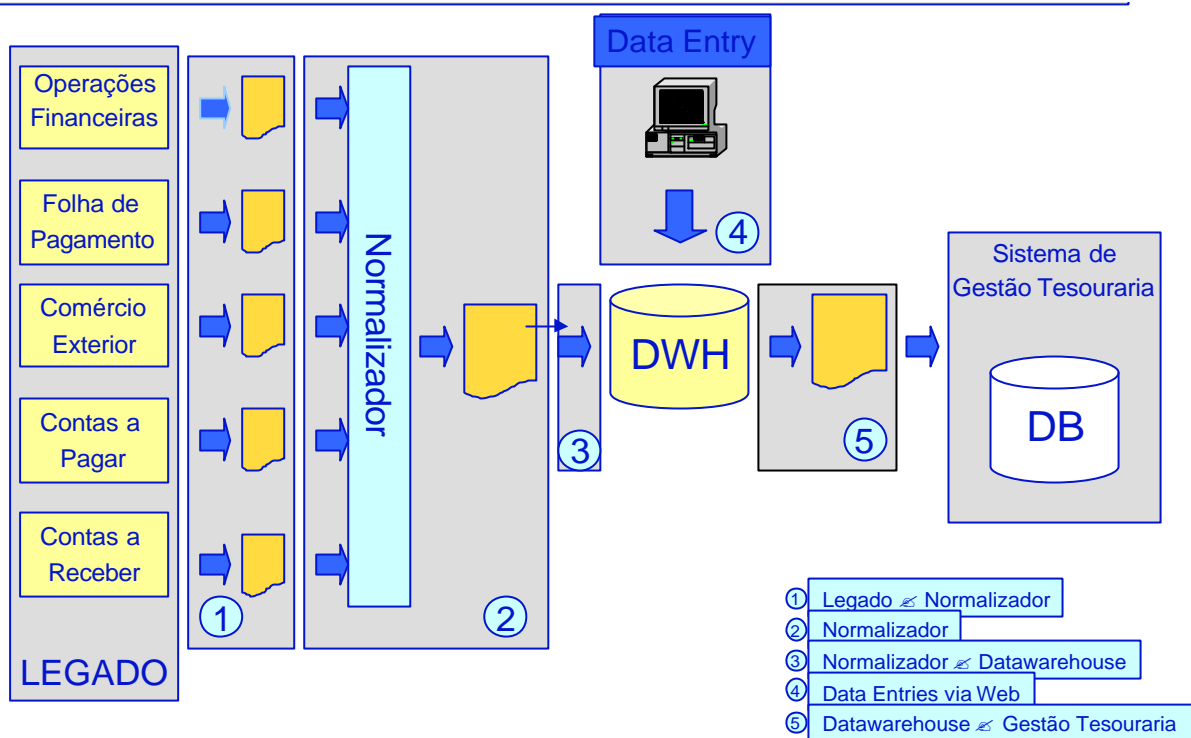 Data Entry
Operações
Financeiras
Folha de
Pagamento
Comércio
Exterior
Contas a
Pagar
Contas a
Receber
LEGADO
1
Normalizador
2
3
4
DWH
5
Sistema de
Gestão Tesouraria
DB
1 Legado ✍ Normalizador
2 Normalizador
3 Normalizador ✍ Datawarehouse
4 Data Entries via Web
5 Datawarehouse ✍ Gestão Tesouraria